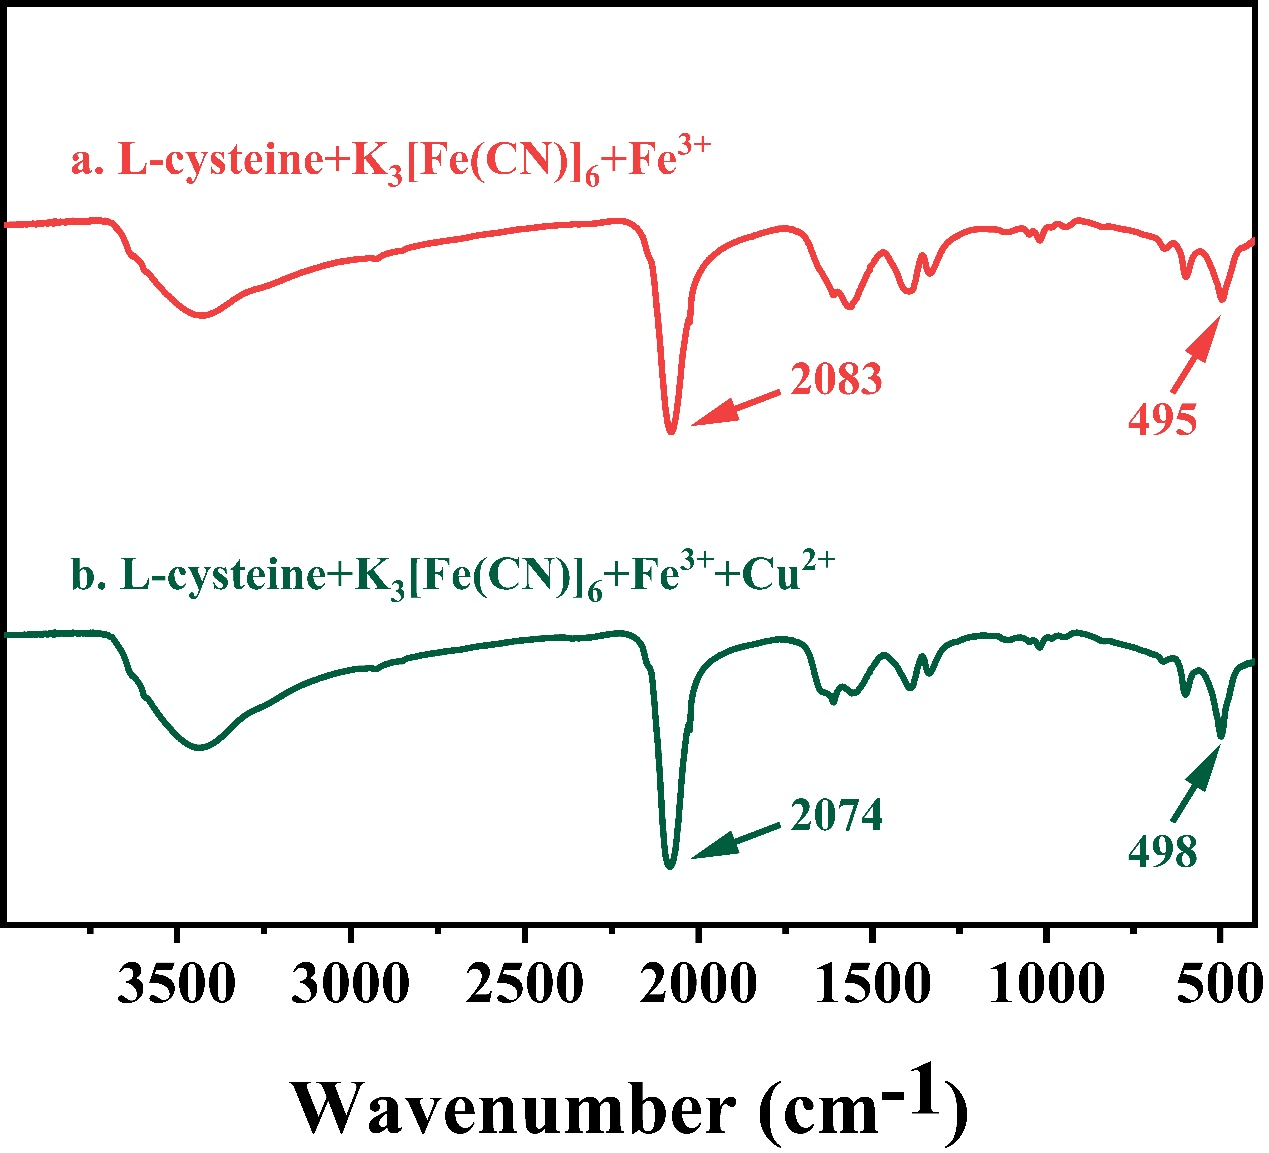 a. L-cysteine+K₃[Fe(CN)]₆+Fe³⁺
2083
495
b. L-cysteine+K₃[Fe(CN)]₆+Fe³⁺+Cu²⁺
2074
498
3500 3000 2500 2000 1500 1000 500
Wavenumber (cm⁻¹)